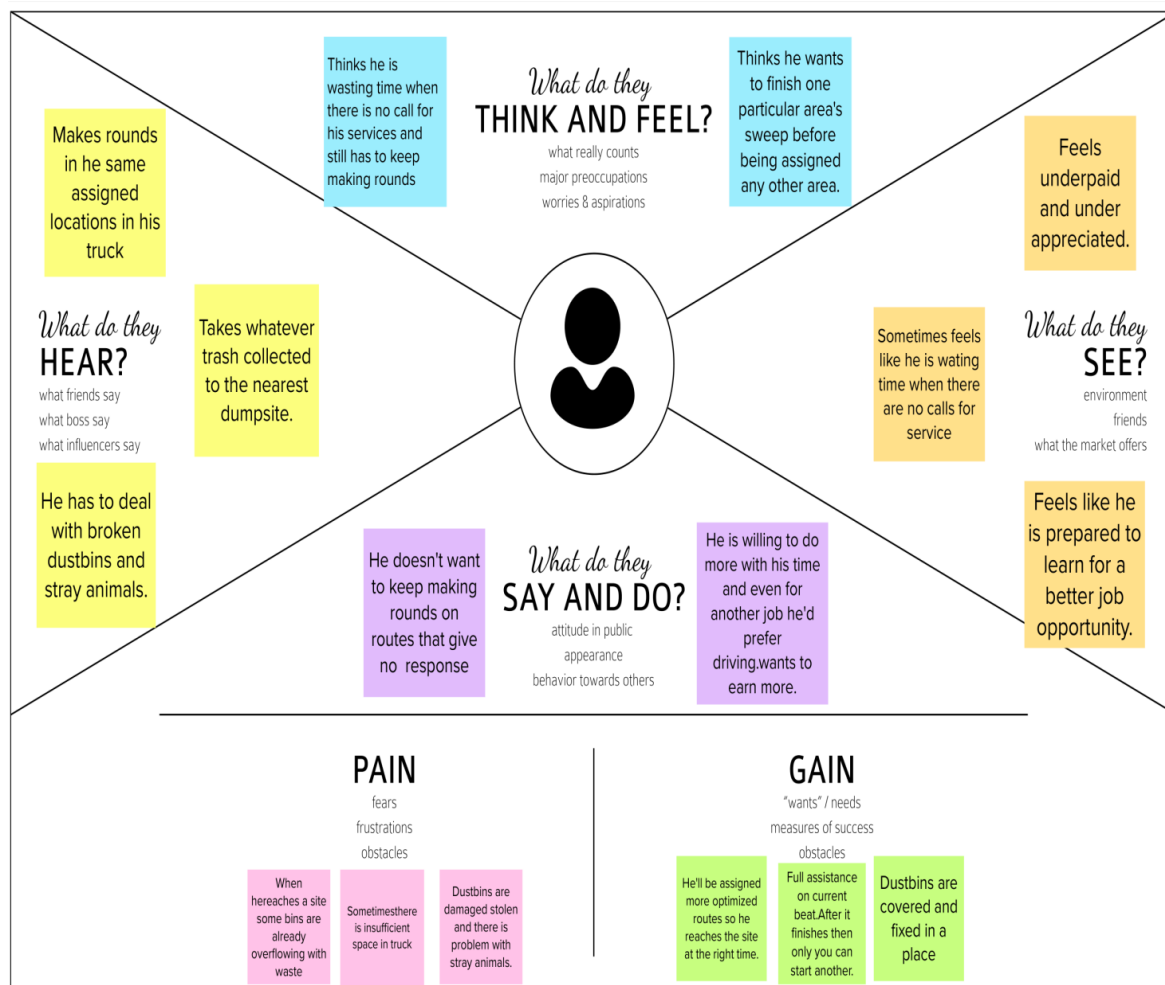 Thinks he is
wasting time when
there is no call for
his services and
still has to keep
making rounds
What do they
THINK AND FEEL?
what really counts
major preoccupations
worries & aspirations
Thinks he wants
to finish one
particular area's
sweep before
being assigned
any other area.
Makes rounds
in he same
assigned
locations in his
truck
What do they
HEAR?
what friends say
what boss say
what influencers say
Takes whatever
trash collected
to the nearest
dumpsite.
He has to deal
with broken
dustbins and
stray animals.
Feels
underpaid
and under
appreciated.
Sometimes feels
like he is wating
time when there
are no calls for
service
What do they
SEE?
environment
friends
what the market offers
Feels like he
is prepared to
learn for a
better job
opportunity.
He doesn't want
to keep making
rounds on
routes that give
no response
What do they
SAY AND DO?
attitude in public
appearance
behavior towards others
He is willing to do
more with his time
and even for
another job he'd
prefer
driving.wants to
earn more.
PAIN
fears
frustrations
obstacles
When
hereaches a site
some bins are
already
overflowing with
waste
Sometimesthere
is insufficient
space in truck
Dustbins are
damaged stolen
and there is
problem with
stray animals.
GAIN
"wants" / needs
measures of success
obstacles
He'll be assigned
more optimized
routes so he
reaches the site
at the right time.
Full assistance
on current
beat.After it
finishes then
only you can
start another.
Dustbins are
covered and
fixed in a
place